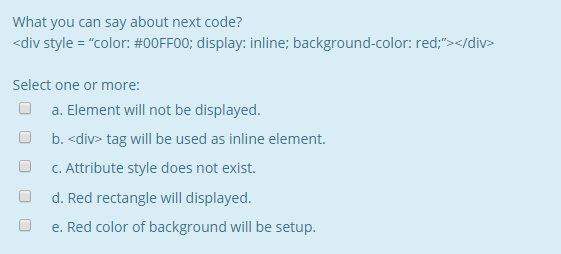 What you can say about next code?
<div style = “color: #00FF00; display: inline; background-color: red;”></div>
Select one or more:
a. Element will not be displayed.
b. <div> tag will be used as inline element.
c. Attribute style does not exist.
d. Red rectangle will displayed.
e. Red color of background will be setup.